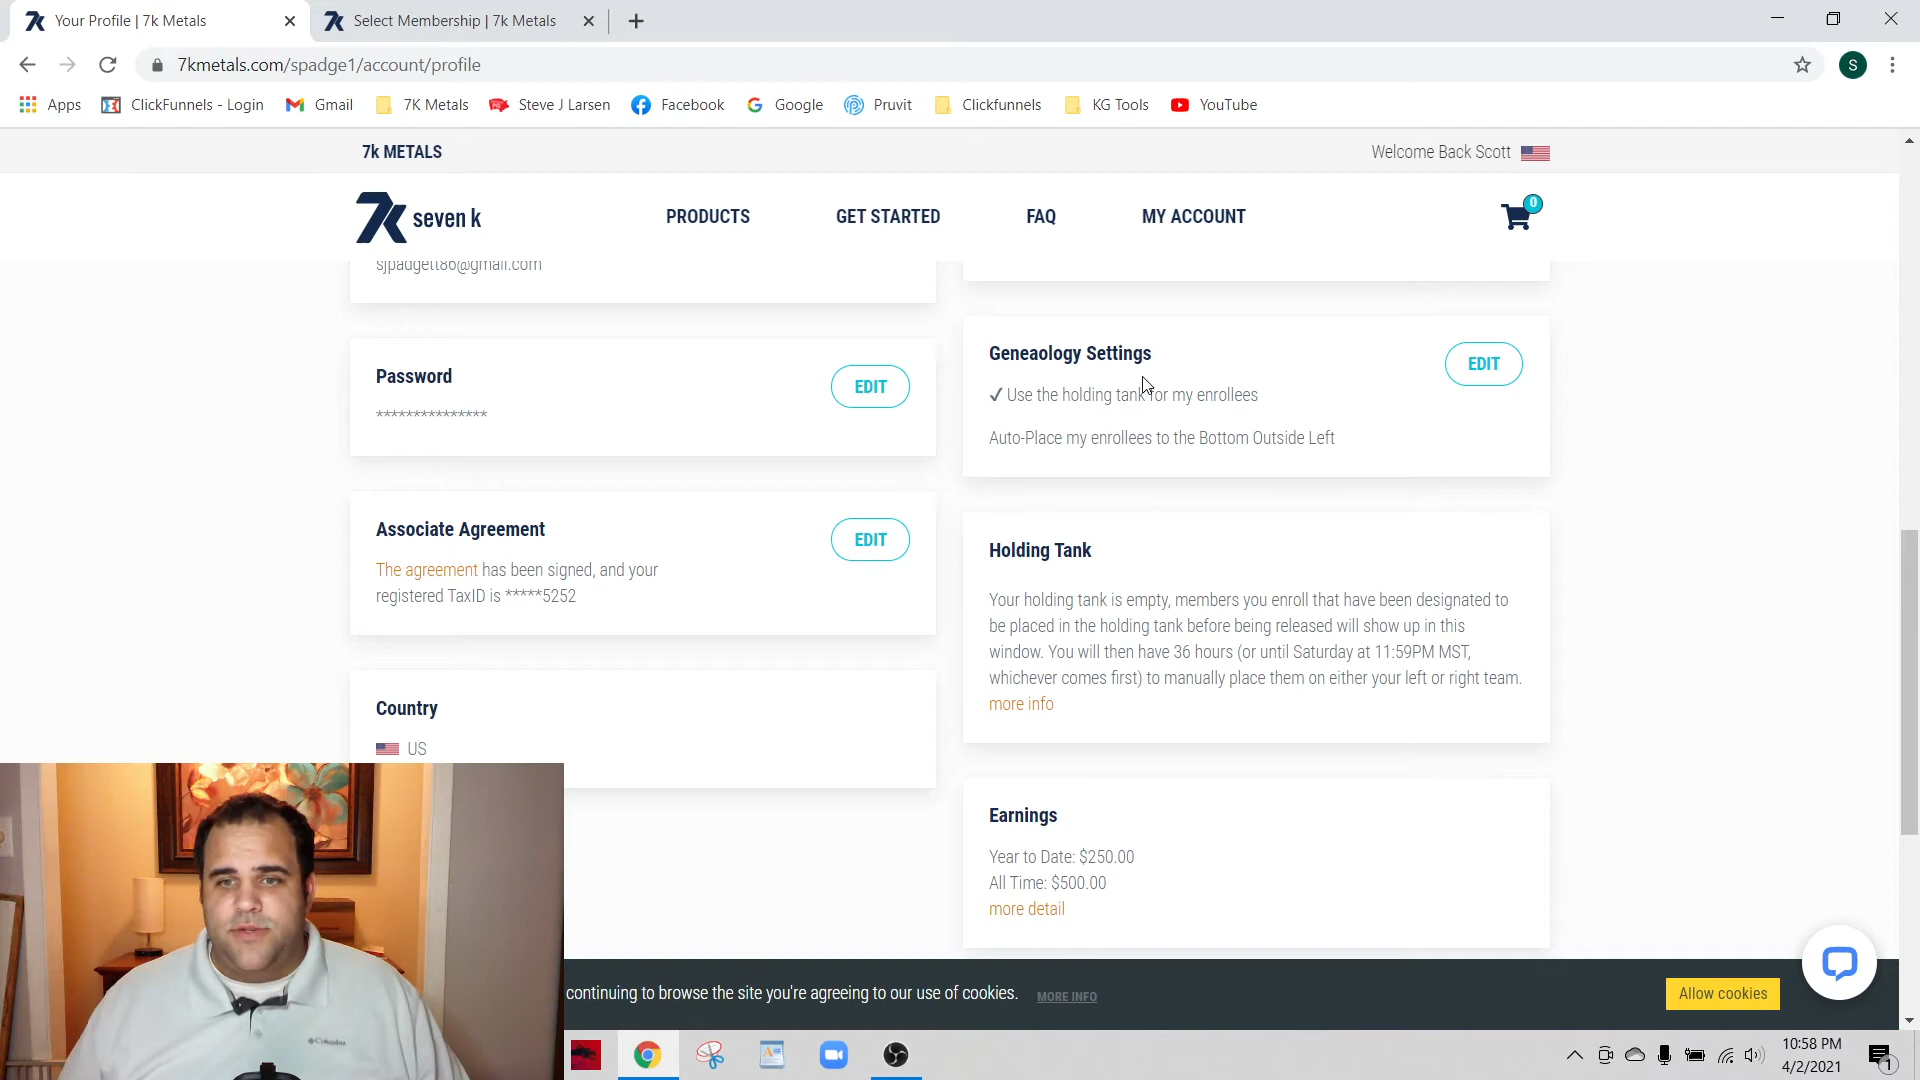 Your Profile | 7k Metals
Select Membership | 7k Metals
7kmetals.com/spadge1/account/profile
S
Apps
ClickFunnels - Login
Gmail
7K Metals
Steve J Larsen
Facebook
Google
Pruvit
Clickfunnels
KG Tools
YouTube
7k METALS
Welcome Back Scott
7k seven k
PRODUCTS
GET STARTED
FAQ
MY ACCOUNT
0
sjpadgett86@gmail.com
Password
EDIT
***************
Associate Agreement
EDIT
The agreement has been signed, and your
registered TaxID is *****5252
Country
US
Geneaology Settings
EDIT
✓ Use the holding tank for my enrollees
Auto-Place my enrollees to the Bottom Outside Left
Holding Tank
Your holding tank is empty, members you enroll that have been designated to
be placed in the holding tank before being released will show up in this
window. You will then have 36 hours (or until Saturday at 11:59PM MST,
whichever comes first) to manually place them on either your left or right team.
more info
Earnings
Year to Date: $250.00
All Time: $500.00
more detail
continuing to browse the site you're agreeing to our use of cookies.
MORE INFO
Allow cookies
Columbia
10:58 PM
4/2/2021
1